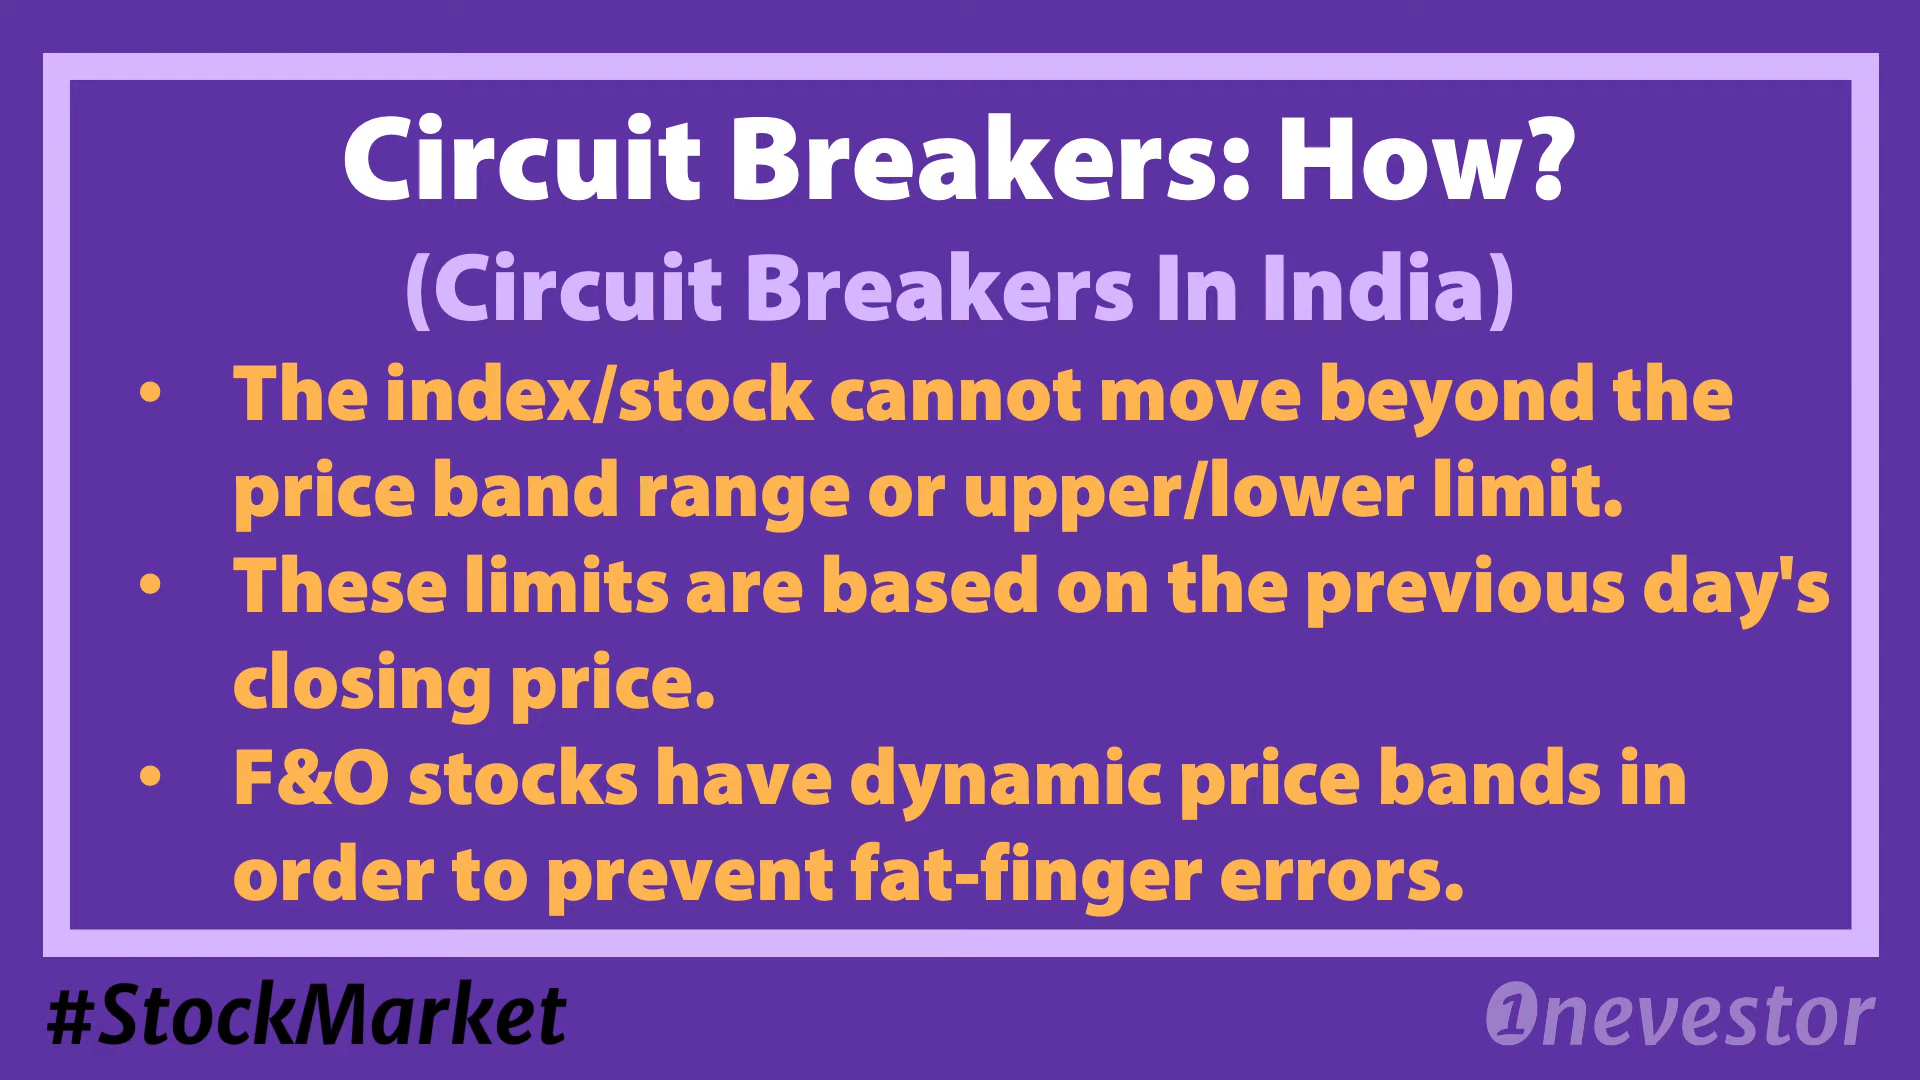 Circuit Breakers: How?
(Circuit Breakers In India)
• The index/stock cannot move beyond the
price band range or upper/lower limit.
• These limits are based on the previous day's
closing price.
• F&O stocks have dynamic price bands in
order to prevent fat-finger errors.
#StockMarket
1nevestor